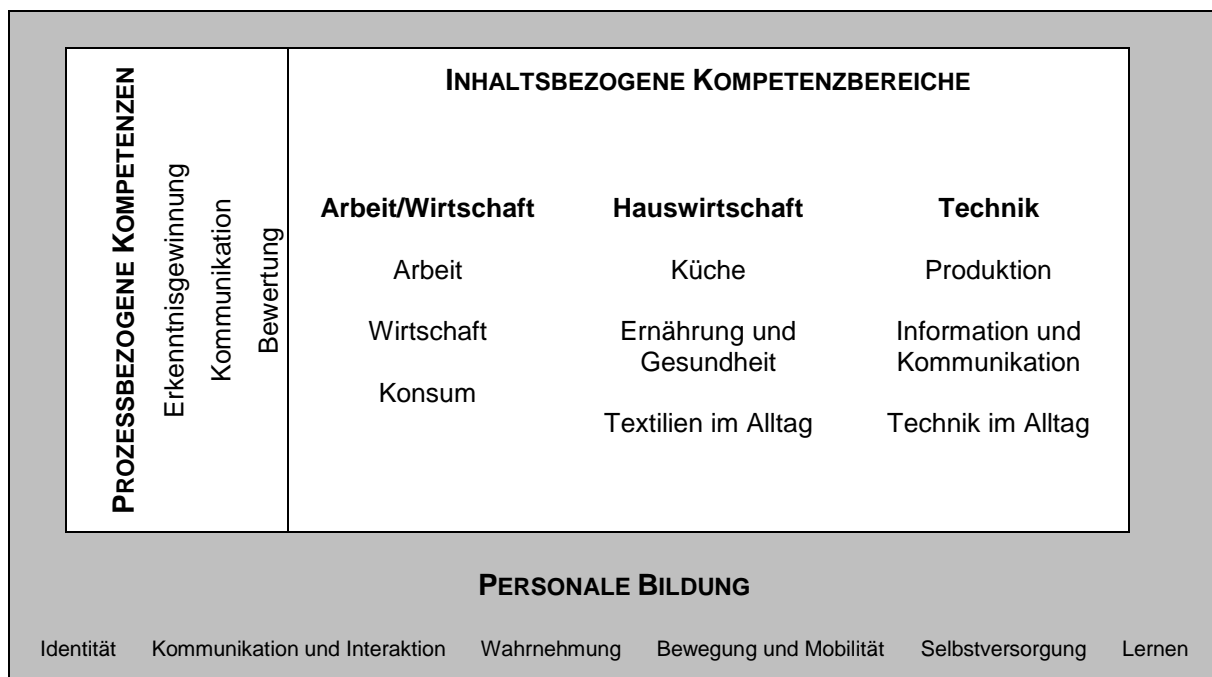 PROZESSBEZOGENE KOMPETENZEN
Erkenntnisgewinnung
Kommunikation
Bewertung
INHALTSBEZOGENE KOMPETENZBEREICHE
Arbeit/Wirtschaft
Arbeit
Wirtschaft
Konsum
Hauswirtschaft
Küche
Ernährung und
Gesundheit
Textilien im Alltag
Technik
Produktion
Information und
Kommunikation
Technik im Alltag
PERSONALE BILDUNG
Identität Kommunikation und Interaktion Wahrnehmung Bewegung und Mobilität Selbstversorgung Lernen